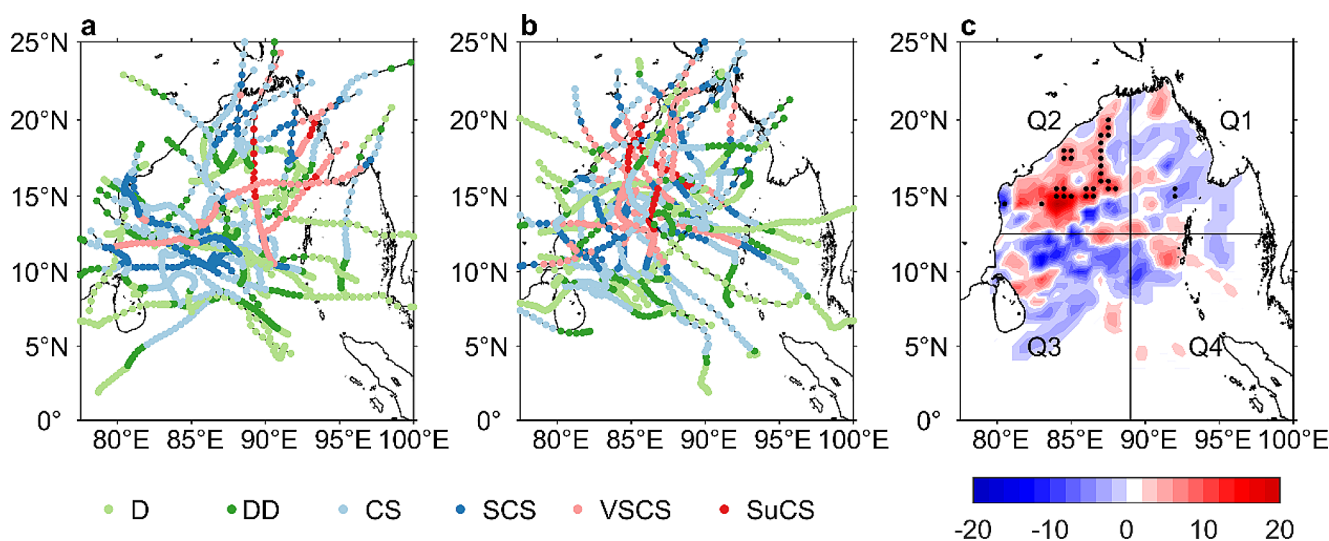 a b c
25°N 25°N 25°N
20°N 20°N Q2 Q1 20°N
15°N 15°N 15°N
10°N 10°N 10°N
5°N 5°N Q3 Q4 5°N
0° 0° 0°
80°E 85°E 90°E 95°E 100°E 80°E 85°E 90°E 95°E 100°E 80°E 85°E 90°E 95°E 100°E
D DD CS SCS VSCS SuCS
-20 -10 0 10 20